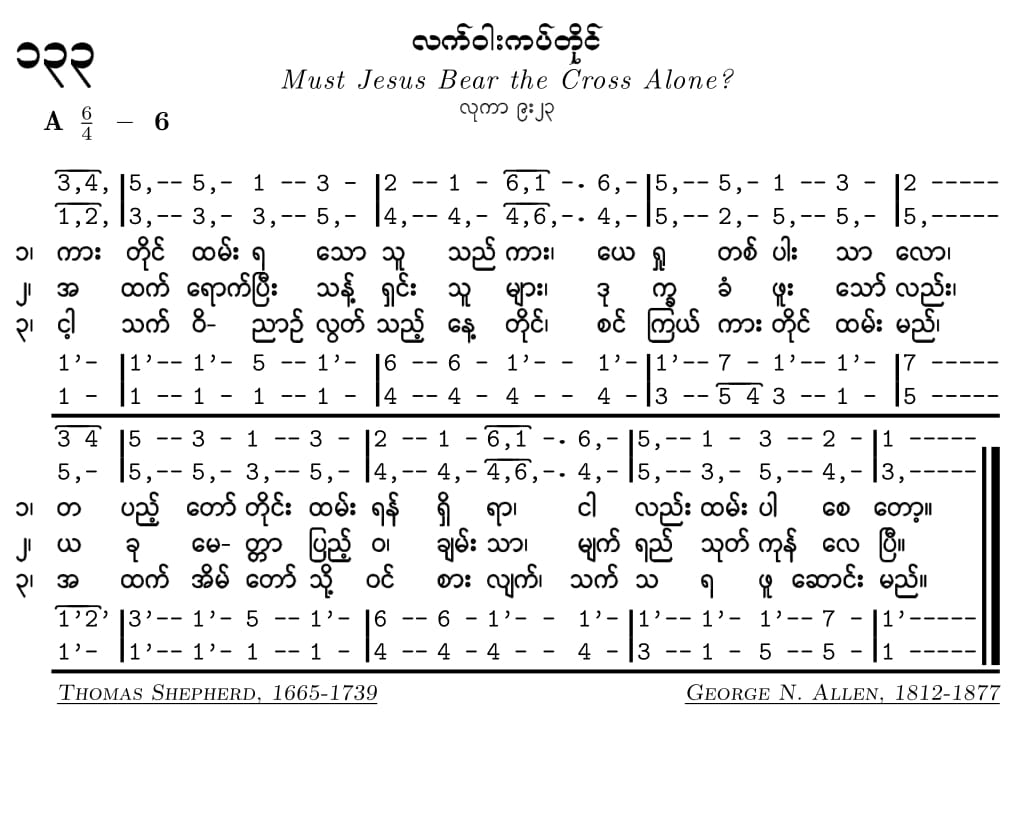 ၁၃၃
လက်ဝါးကပ်တိုင်
Must Jesus Bear the Cross Alone?
လုကာ ၉း၂၃
A 6/4 – 6
3,4, |5,-- 5,- 1 -- 3 - |2 -- 1 - 6,1 -. 6,-|5,-- 5,- 1 -- 3 - |2 -----
1,2, |3,-- 3,- 3,-- 5,- |4,-- 4,- 4,6,-. 4,-|5,-- 2,- 5,-- 5,- |5,-----
၁၊ ကား တိုင် ထမ်း ရ သော သူ သည် ကား၊ ယေ ရှု တစ် ပါး သာ လော၊
၂၊ အ ထက် ရောက်ပြီး သန့် ရှင်း သူ များ၊ ဒု က္ခ ခံ ဖူး သော် လည်း၊
၃၊ ငါ့ သက် ဝိ- ညာဉ် လွတ် သည့် နေ့ တိုင်၊ စင် ကြယ် ကား တိုင် ထမ်း မည်၊
1’- |1’-- 1’- 5 -- 1’- |6 -- 6 - 1’- - 1’-|1’-- 7 - 1’-- 1’- |7 -----
1 - |1 -- 1 - 1 -- 1 - |4 -- 4 - 4 - - 4 -|3 -- 5 4 3 -- 1 - |5 -----
3 4 |5 -- 3 - 1 -- 3 - |2 -- 1 - 6,1 -. 6,- |5,-- 1 - 3 -- 2 - |1 -----
5,- |5,-- 5,- 3,-- 5,- |4,-- 4,- 4,6,-. 4,- |5,-- 3,- 5,-- 4,- |3,-----
၁၊ တ ပည့် တော် တိုင်း ထမ်း ရန် ရှိ ရာ၊ ငါ လည်း ထမ်း ပါ စေ တော့။
၂၊ ယ ခု မေ- တ္တာ ပြည့် ဝ၊ ချမ်း သာ၊ မျက် ရည် သုတ် ကုန် လေ ပြီ။
၃၊ အ ထက် အိမ် တော် သို့ ဝင် စား လျက်၊ သက် သ ရ ဖူ ဆောင်း မည်။
1’2’ |3’-- 1’- 5 -- 1’- |6 -- 6 - 1’- - 1’- |1’-- 1’- 1’-- 7 - |1’-----
1’- |1’-- 1’- 1 -- 1 - |4 -- 4 - 4 - - 4 - |3 -- 1 - 5 -- 5 - |1 -----
Thomas Shepherd, 1665-1739
George N. Allen, 1812-1877